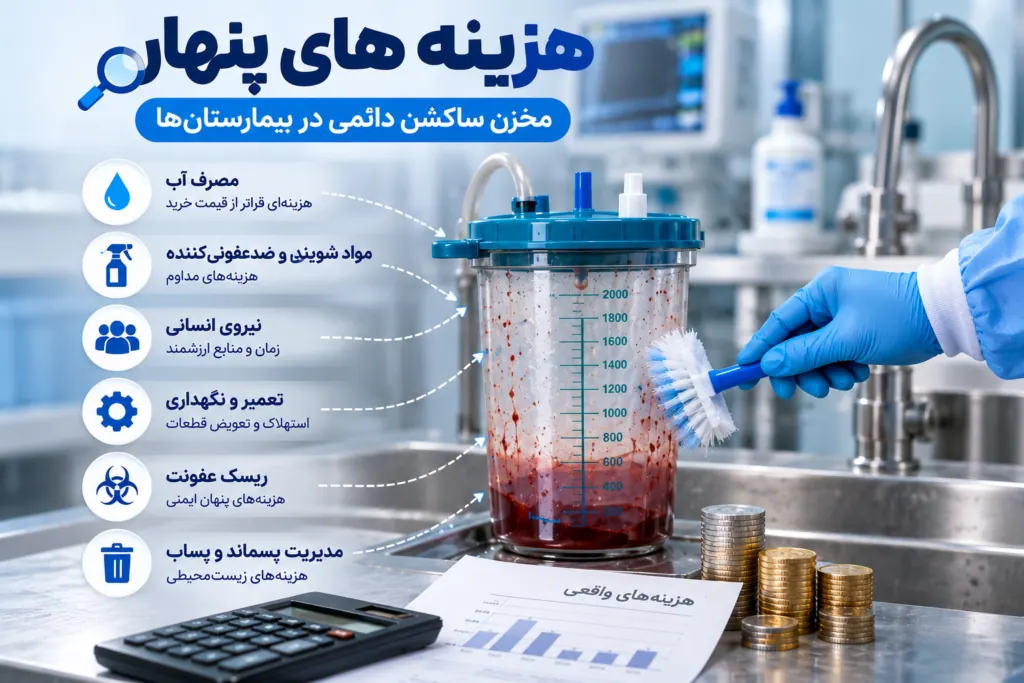 هزینه های پنهان
مخزن ساکشن دائمی در بیمارستان‌ها
مصرف آب
هزینه‌ای فراتر از قیمت خرید
مواد شوینده و ضدعفونی‌کننده
هزینه‌های مداوم
نیروی انسانی
زمان و منابع ارزشمند
تعمیر و نگهداری
استهلاک و تعویض قطعات
ریسک عفونت
هزینه‌های پنهان ایمنی
مدیریت پسماند و پساب
هزینه‌های زیست‌محیطی
2000
1800
1600
1400
1200
1000
800
600
400
هزینه‌های واقعی